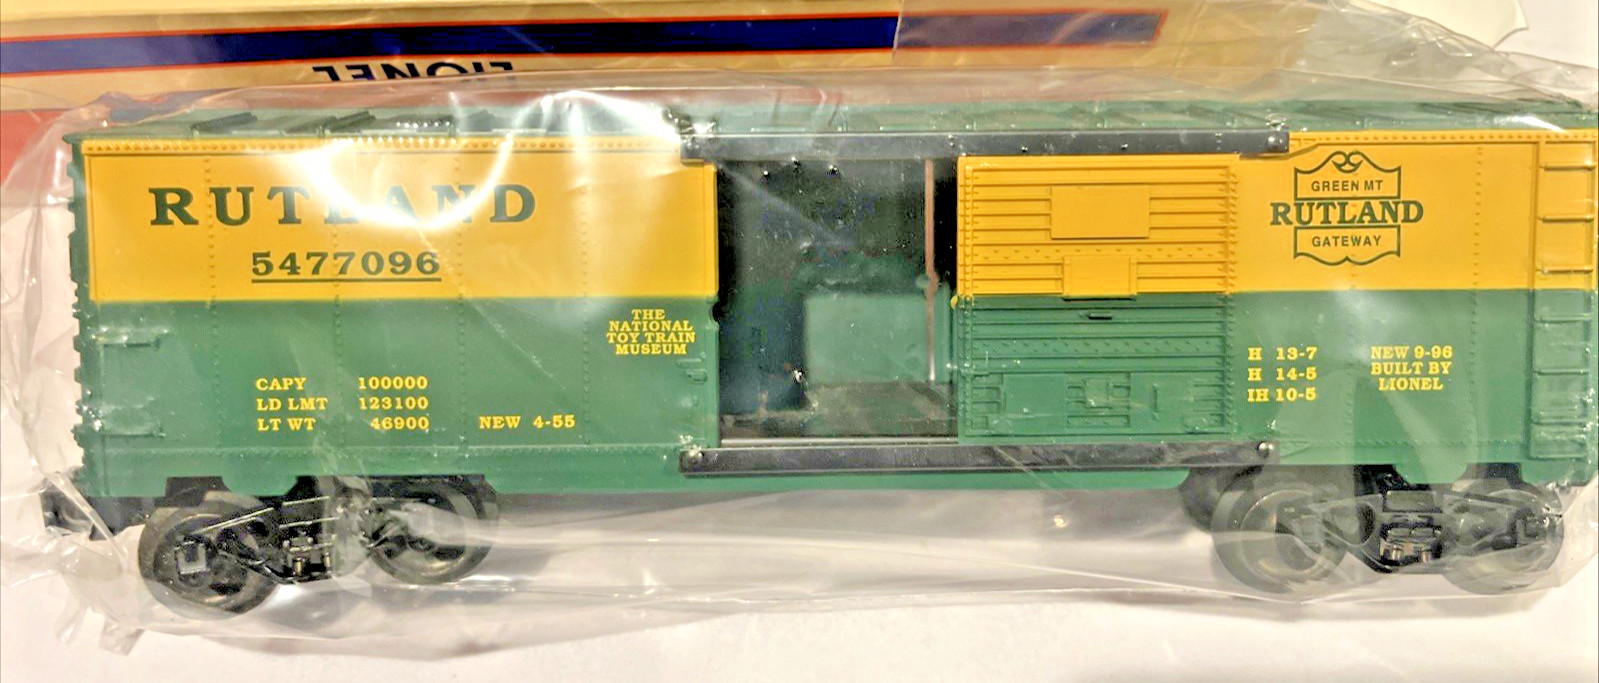 LIONEL
RUTLAND
5477096
THE
NATIONAL
TOY TRAIN
MUSEUM
CAPY 100000
LD LMT 123100
LT WT 46900
NEW 4-55
GREEN MT
RUTLAND
GATEWAY
H 13-7
H 14-5
IH 10-5
NEW 9-96
BUILT BY
LIONEL